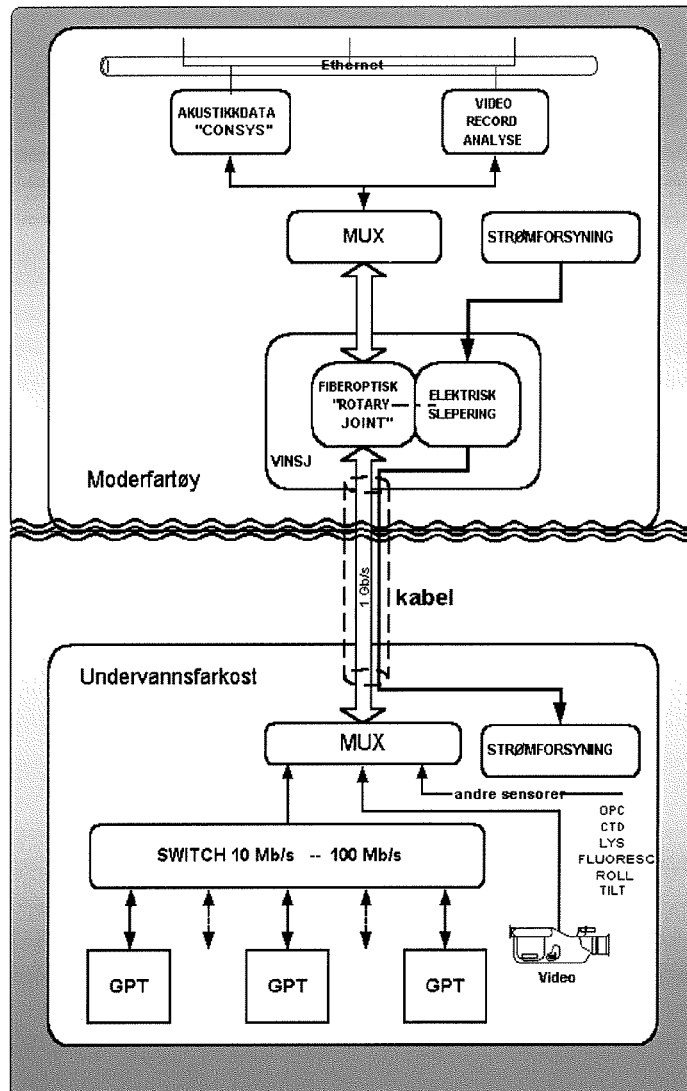 Ethernet
AKUSTIKKDATA
"CONSYS"
VIDEO
RECORD
ANALYSE
MUX
STRØMFORSYNING
FIBEROPTISK
"ROTARY
JOINT"
ELEKTRISK
SLEPERING
VINSJ
Moderfartøy
1 Gb/s
kabel
Undervannsfarkost
MUX
STRØMFORSYNING
andre sensorer
OPC
CTD
LYS
FLUORESC
ROLL
TILT
SWITCH 10 Mb/s -- 100 Mb/s
GPT
GPT
GPT
Video